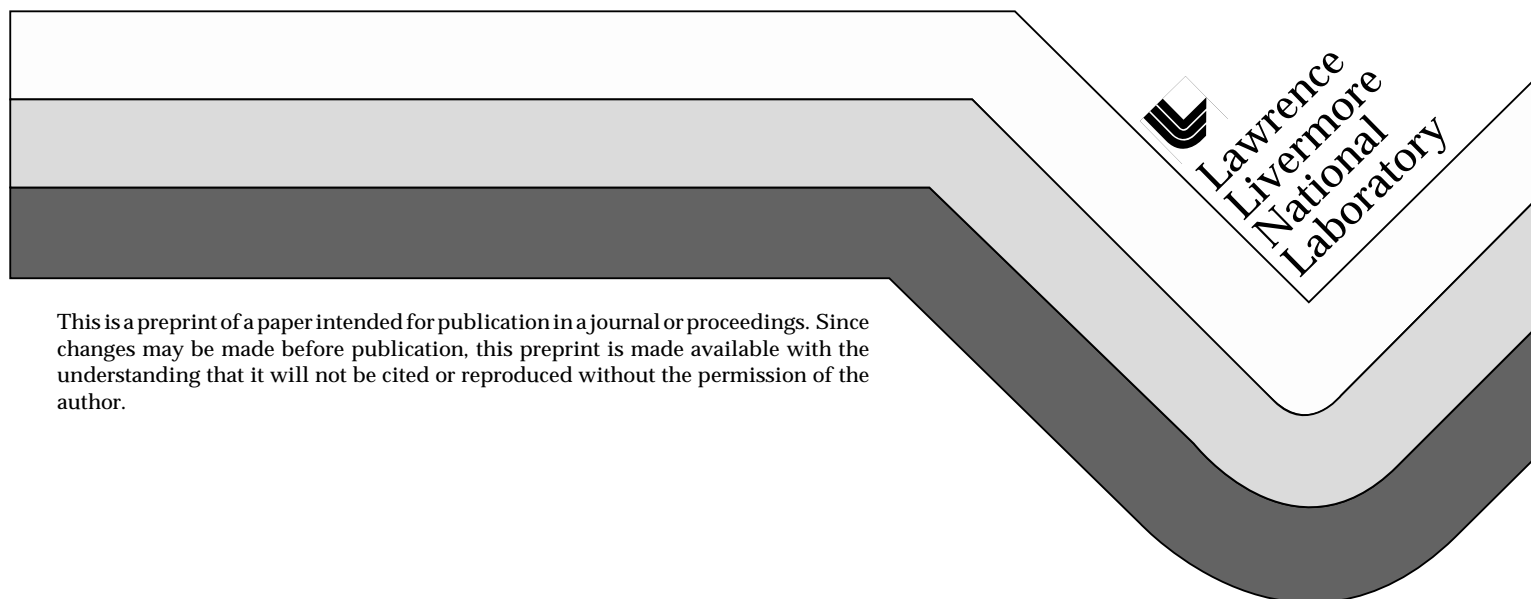 Lawrence
Livermore
National
Laboratory
This is a preprint of a paper intended for publication in a journal or proceedings. Since
changes may be made before publication, this preprint is made available with the
understanding that it will not be cited or reproduced without the permission of the
author.